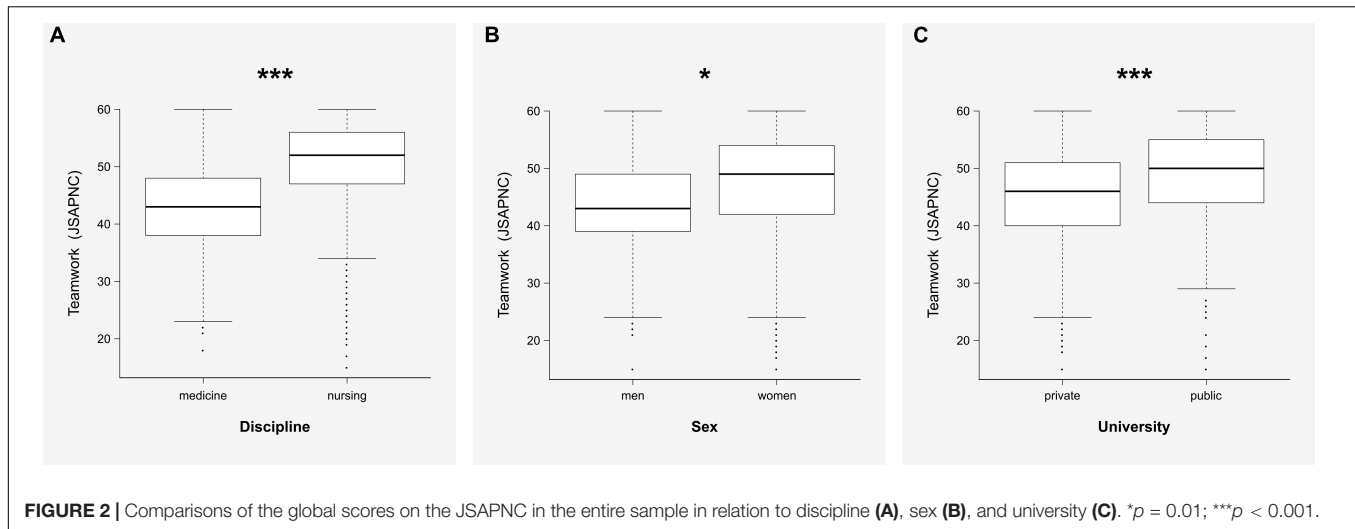 A
***
60
50
40
30
20
Teamwork (JSAPNC)
medicine nursing
Discipline
B
*
60
50
40
30
20
Teamwork (JSAPNC)
men women
Sex
C
***
60
50
40
30
20
Teamwork (JSAPNC)
private public
University
FIGURE 2 | Comparisons of the global scores on the JSAPNC in the entire sample in relation to discipline (A), sex (B), and university (C). *p = 0.01; ***p < 0.001.